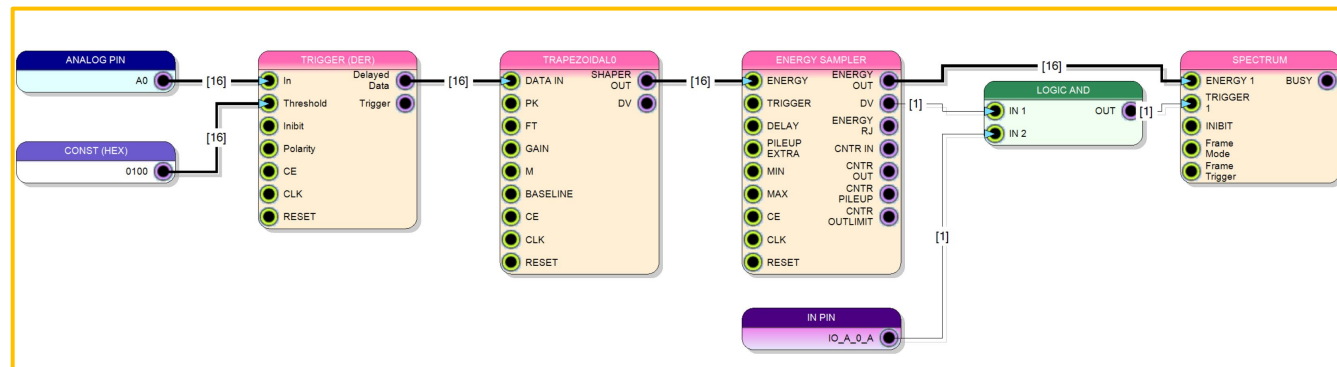 ANALOG PIN
A0
CONST (HEX)
0100
[16]
[16]
TRIGGER (DER)
In
Delayed
Data
Threshold
Trigger
Inibit
Polarity
CE
CLK
RESET
[16]
TRAPEZOIDAL0
DATA IN
SHAPER
OUT
PK
DV
FT
GAIN
M
BASELINE
CE
CLK
RESET
[16]
ENERGY SAMPLER
ENERGY
ENERGY
OUT
TRIGGER
DV
DELAY
ENERGY
RJ
PILEUP
EXTRA
CNTR IN
MIN
CNTR
OUT
MAX
CNTR
PILEUP
CE
CNTR
OUTLIMIT
CLK
RESET
IN PIN
IO_A_0_A
[1]
[1]
[16]
LOGIC AND
IN 1
OUT
IN 2
[1]
SPECTRUM
ENERGY 1
BUSY
TRIGGER
1
INIBIT
Frame
Mode
Frame
Trigger